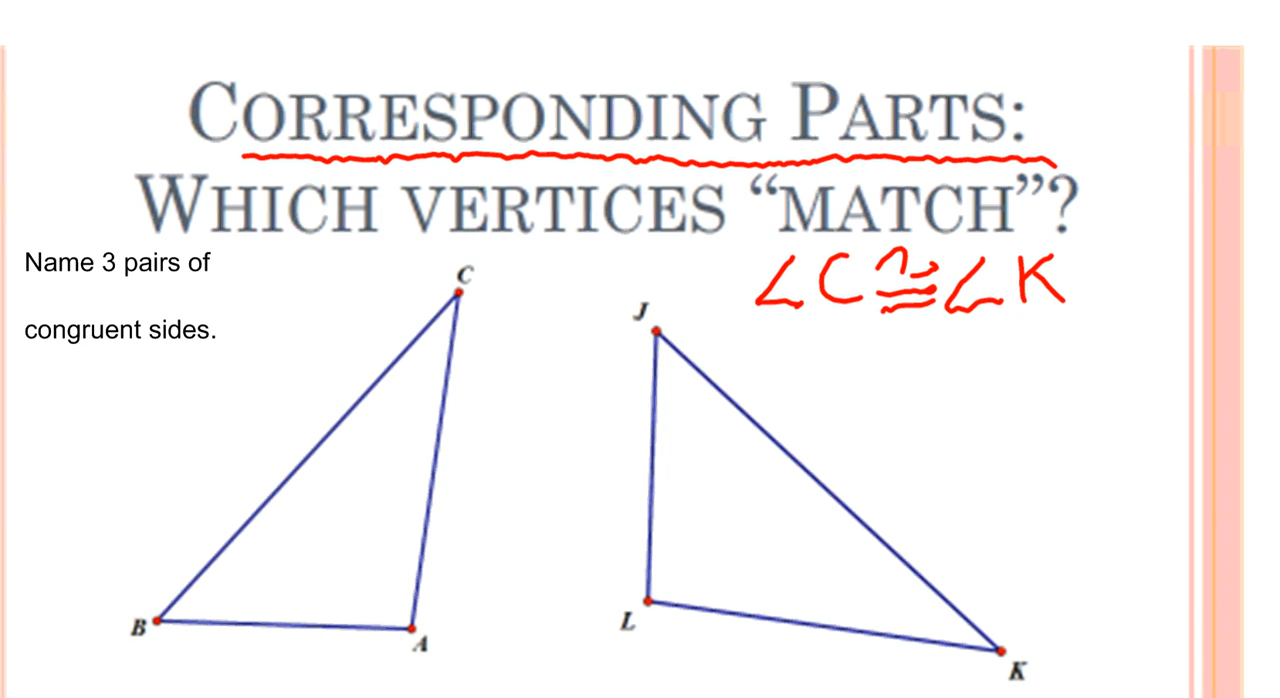 CORRESPONDING PARTS:
WHICH VERTICES “MATCH”?
∠C≅∠K
Name 3 pairs of
congruent sides.
C
J
B
A
L
K